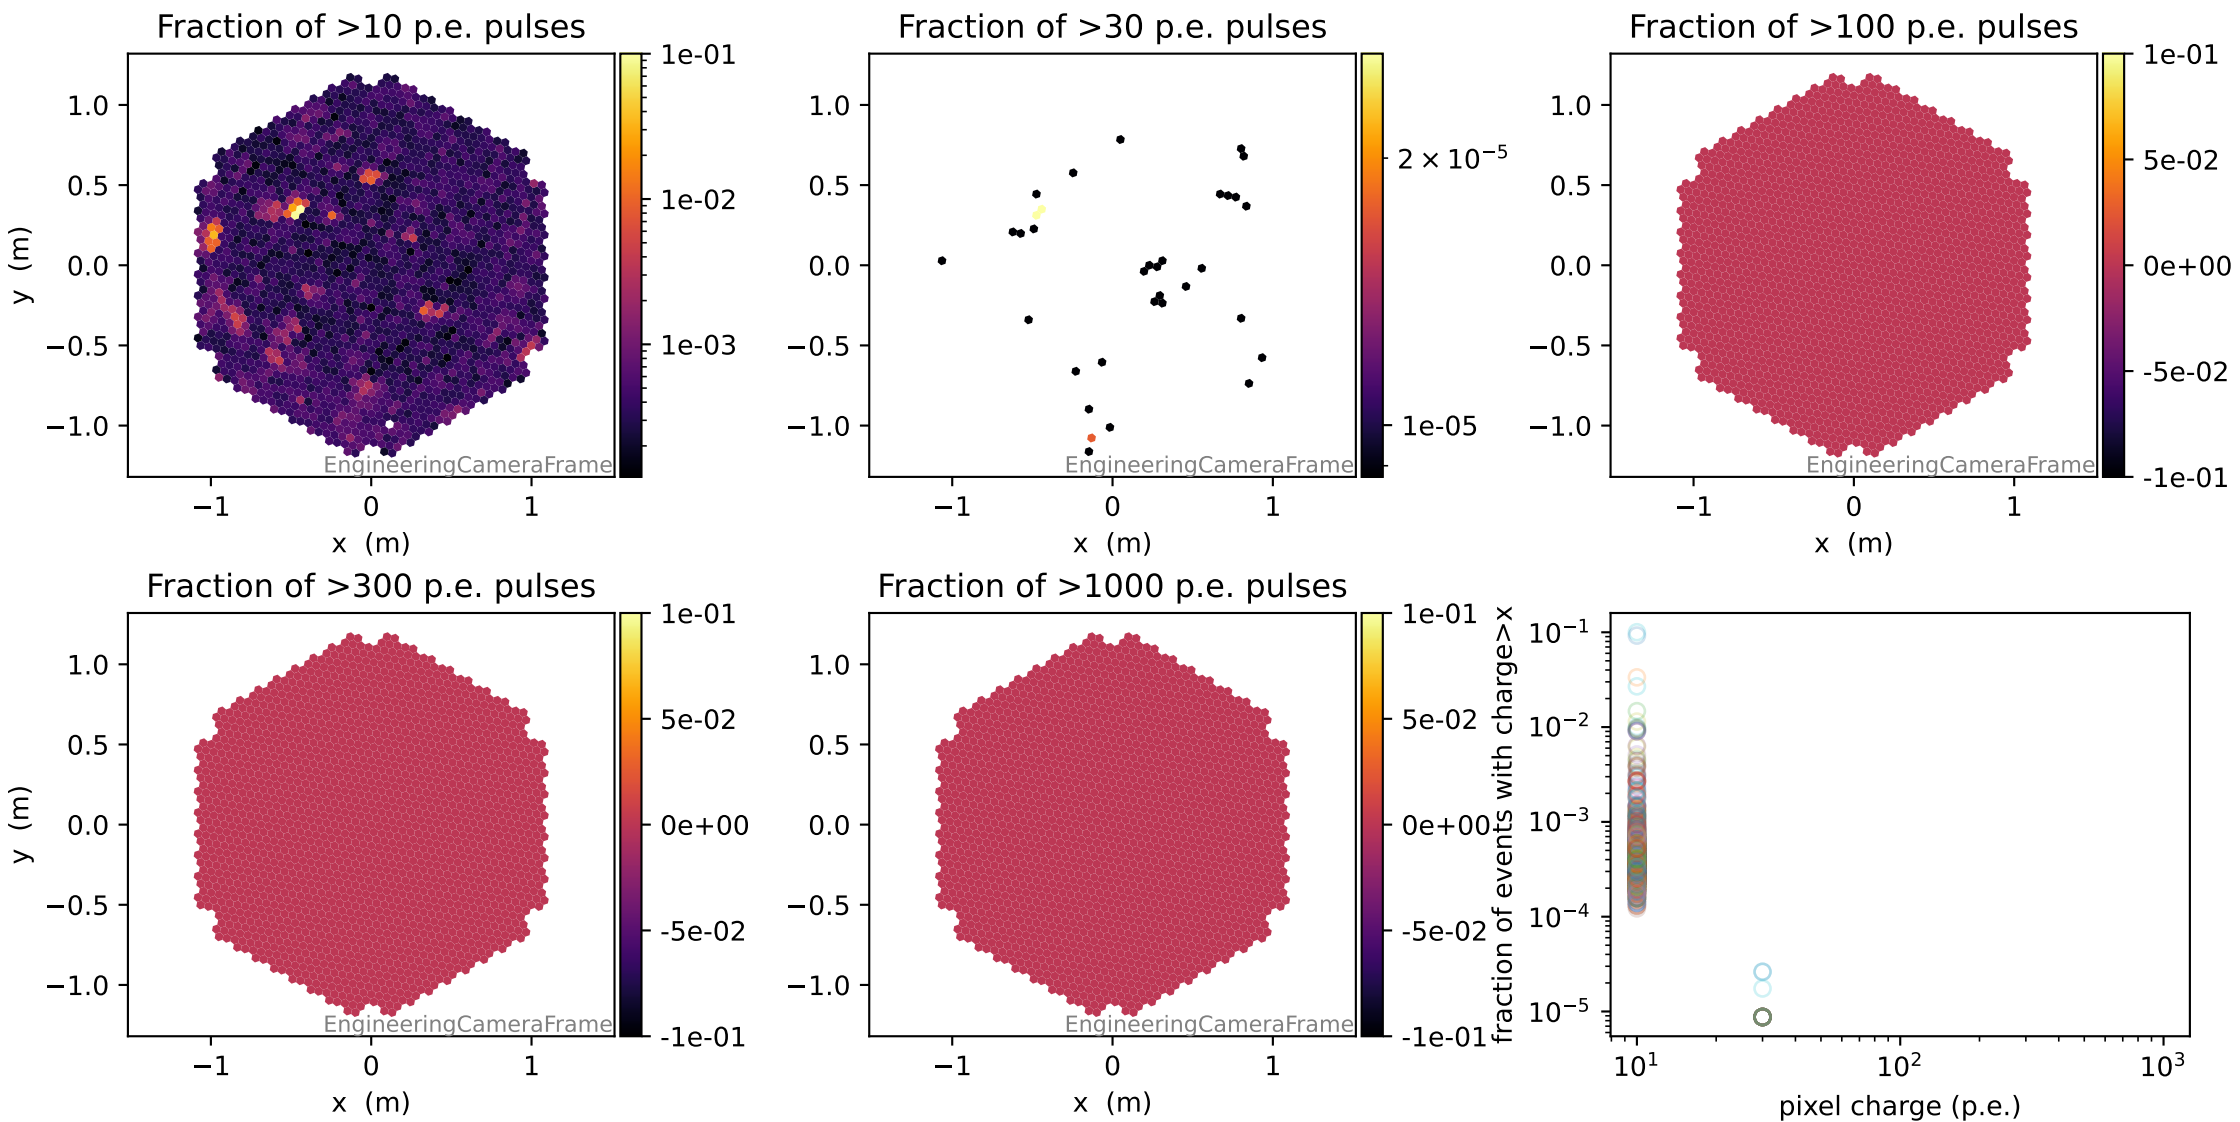 Fraction of >10 p.e. pulses
1.0
0.5
0.0
−0.5
−1.0
y (m)
−1
0
1
x (m)
EngineeringCameraFrame
1e-01
1e-02
1e-03
Fraction of >30 p.e. pulses
1.0
0.5
0.0
−0.5
−1.0
−1
0
1
x (m)
EngineeringCameraFrame
2×10⁻⁵
1e-05
Fraction of >100 p.e. pulses
1.0
0.5
0.0
−0.5
−1.0
−1
0
1
x (m)
EngineeringCameraFrame
1e-01
5e-02
0e+00
-5e-02
-1e-01
Fraction of >300 p.e. pulses
1.0
0.5
0.0
−0.5
−1.0
y (m)
−1
0
1
x (m)
EngineeringCameraFrame
1e-01
5e-02
0e+00
-5e-02
-1e-01
Fraction of >1000 p.e. pulses
1.0
0.5
0.0
−0.5
−1.0
−1
0
1
x (m)
EngineeringCameraFrame
1e-01
5e-02
0e+00
-5e-02
-1e-01
fraction of events with charge>x
10⁻¹
10⁻²
10⁻³
10⁻⁴
10⁻⁵
10¹
10²
10³
pixel charge (p.e.)